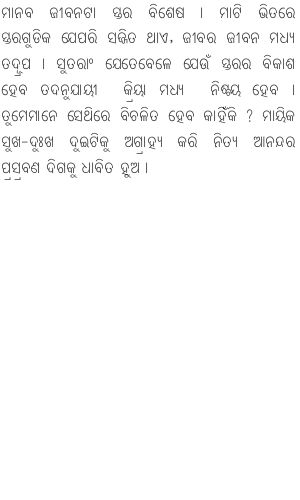 ମାନବ ଜୀବନଟା ସ୍ତର ବିଶେଷ । ମାଟି ଭିତରେ
ସ୍ତରଗୁଡିକ ଯେପରି ସଜ୍ଜିତ ଥାଏ, ଜୀବର ଜୀବନ ମଧ୍ୟ
ତଦ୍ରୂପ । ସୁତରାଂ ଯେତେବେଳେ ଯେଉଁ ସ୍ତରର ବିକାଶ
ହେବ ତଦନୁଯାୟୀ କ୍ରିୟା ମଧ୍ୟ ନିଶ୍ଚୟ ହେବ ।
ତୁମେମାନେ ସେଥିରେ ବିଚଳିତ ହେବ କାହିଁକି ? ମାୟିକ
ସୁଖ-ଦୁଃଖ ଦୁଇଟିକୁ ଅଗ୍ରାହ୍ୟ କରି ନିତ୍ୟ ଆନନ୍ଦର
ପ୍ରସ୍ରବଣ ଦିଗକୁ ଧାବିତ ହୁଅ ।